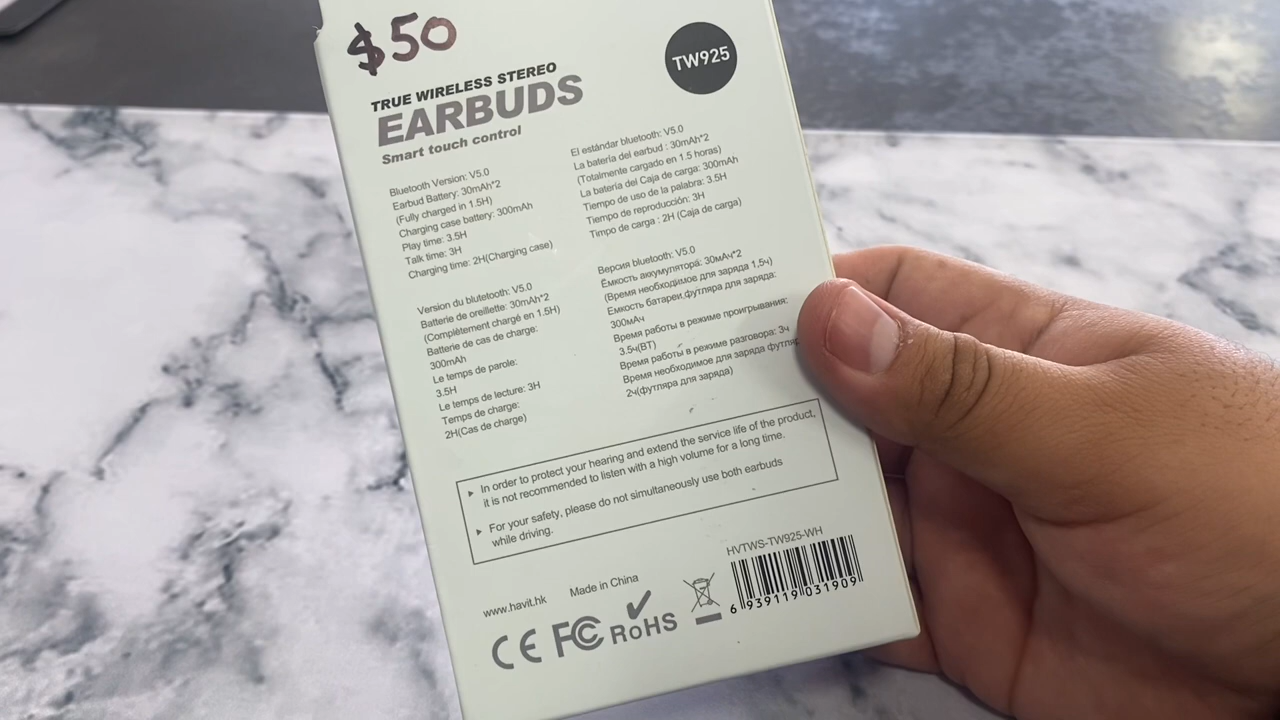 $50
TRUE WIRELESS STEREO
EARBUDS
Smart touch control
TW925
Bluetooth Version: V5.0
Earbud Battery: 30mAh*2
(Fully charged in 1.5H)
Charging case battery: 300mAh
Play time: 3.5H
Talk time: 3H
Charging time: 2H(Charging case)
El estándar bluetooth: V5.0
La batería del earbud : 30mAh*2
(Totalmente cargado en 1.5 horas)
La batería del Caja de carga: 300mAh
Tiempo de uso de la palabra: 3.5H
Tiempo de reproducción: 3H
Timpo de carga : 2H (Caja de carga)
Version du blutetooth: V5.0
Batterie de oreillette: 30mAh*2
(Complètement chargé en 1.5H)
Batterie de cas de charge:
300mAh
Le temps de parole:
3.5H
Le temps de lecture: 3H
Temps de charge:
2H(Cas de charge)
Версия bluetooth: V5.0
Ёмкость аккумулятора: 30мАч*2
(Время необходимое для заряда 1,5ч)
Емкость батареи,футляра для заряда:
300мАч
Время работы в режиме проигрывания:
3.5ч(BT)
Время работы в режиме разговора: 3ч
Время необходимое для заряда футляр
2ч(футляра для заряда)
In order to protect your hearing and extend the service life of the product,
it is not recommended to listen with a high volume for a long time.
For your safety, please do not simultaneously use both earbuds
while driving.
www.havit.hk Made in China
CE FC RoHS
HVTWS-TW925-WH
6 939119 031909